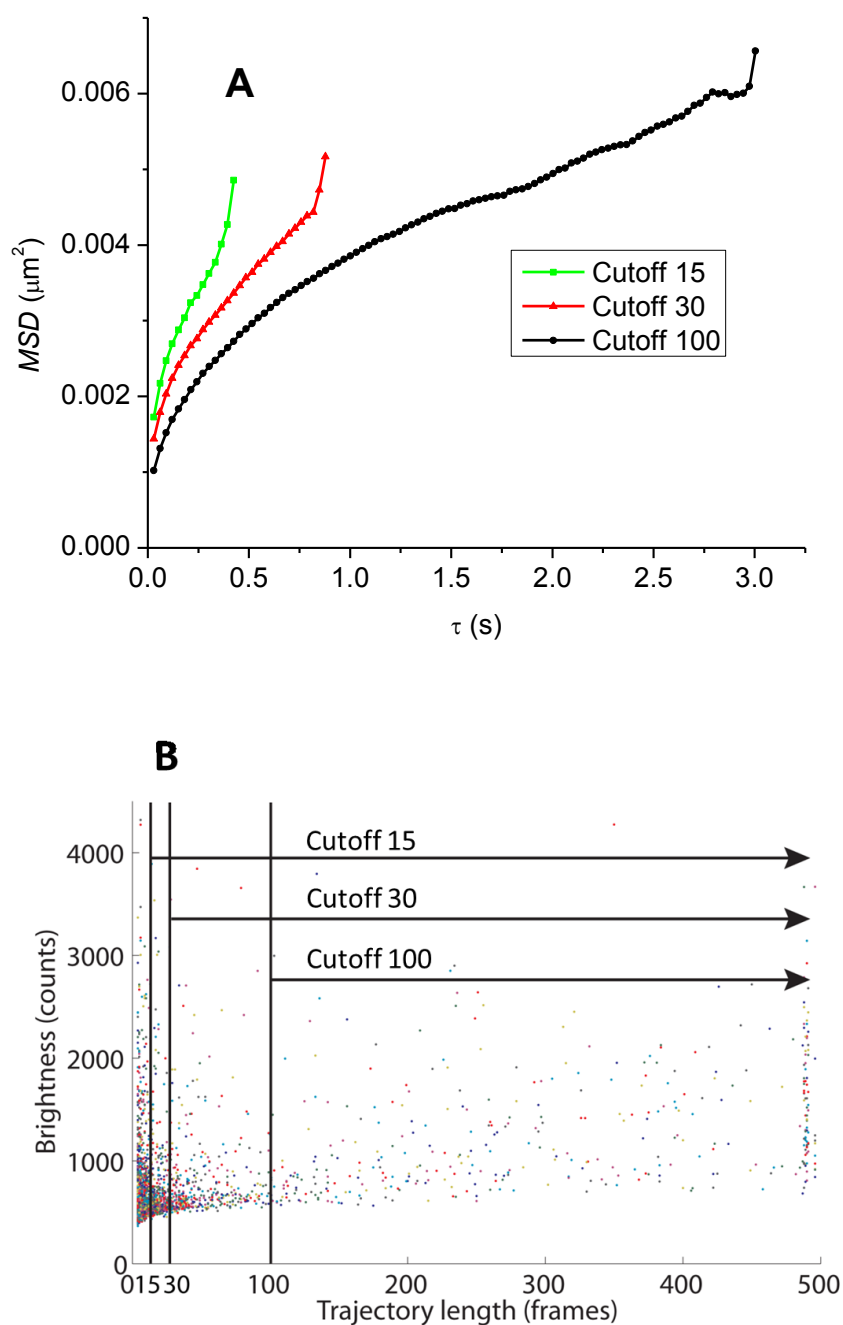 A
0.006
0.004
0.002
0.000
MSD (μm²)
Cutoff 15
Cutoff 30
Cutoff 100
0.0 0.5 1.0 1.5 2.0 2.5 3.0
τ (s)
B
4000
3000
2000
1000
0
Brightness (counts)
Cutoff 15
Cutoff 30
Cutoff 100
0 15 30 100 200 300 400 500
Trajectory length (frames)